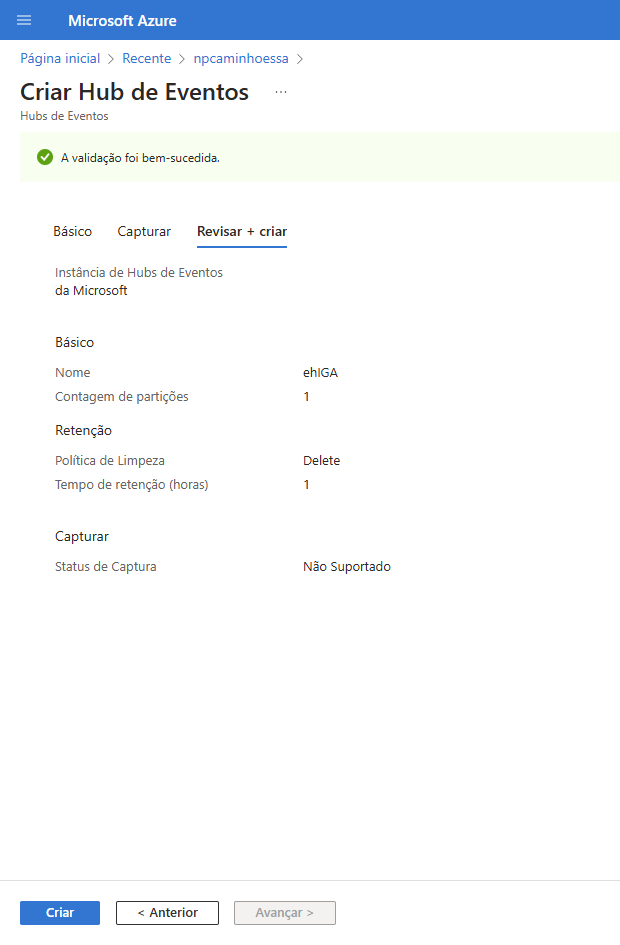 Microsoft Azure
Página inicial > Recente > npcaminhoessa >
Criar Hub de Eventos ...
Hubs de Eventos
A validação foi bem-sucedida.
Básico Capturar Revisar + criar
Instância de Hubs de Eventos
da Microsoft
Básico
Nome ehIGA
Contagem de partições 1
Retenção
Política de Limpeza Delete
Tempo de retenção (horas) 1
Capturar
Status de Captura Não Suportado
Criar < Anterior Avançar >